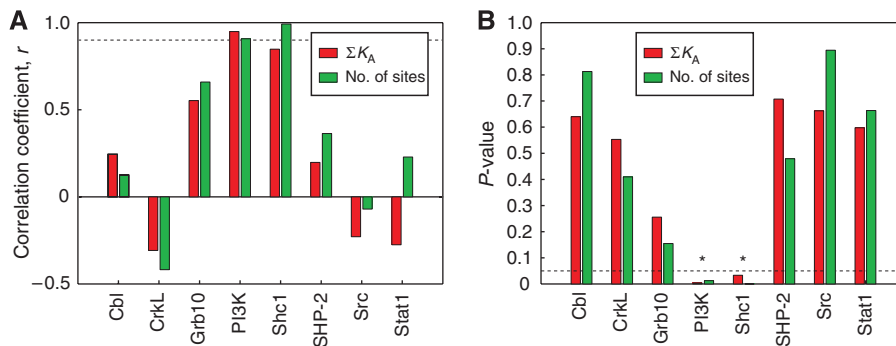 A
Correlation coefficient, r
1.0
0.5
0
−0.5
ΣKA
No. of sites
Cbl
CrkL
Grb10
PI3K
Shc1
SHP-2
Src
Stat1
B
P-value
1.0
0.9
0.8
0.7
0.6
0.5
0.4
0.3
0.2
0.1
0
ΣKA
No. of sites
*
*
Cbl
CrkL
Grb10
PI3K
Shc1
SHP-2
Src
Stat1